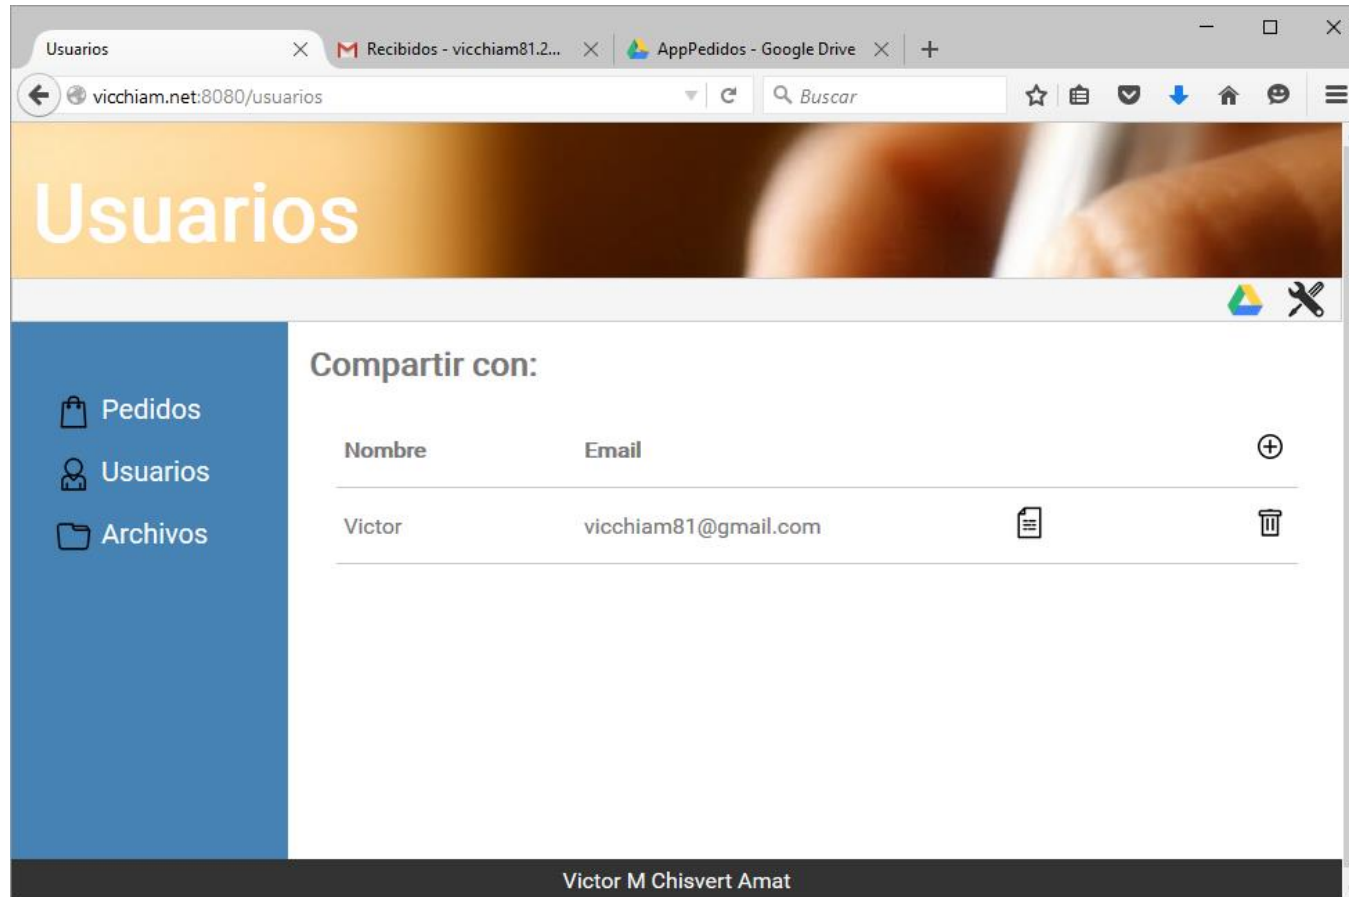 Usuarios
Recibidos - vicchiam81.2...
AppPedidos - Google Drive
vicchiam.net:8080/usuarios
Buscar
Usuarios
Compartir con:
Pedidos
Usuarios
Archivos
Nombre Email
Victor vicchiam81@gmail.com
Victor M Chisvert Amat